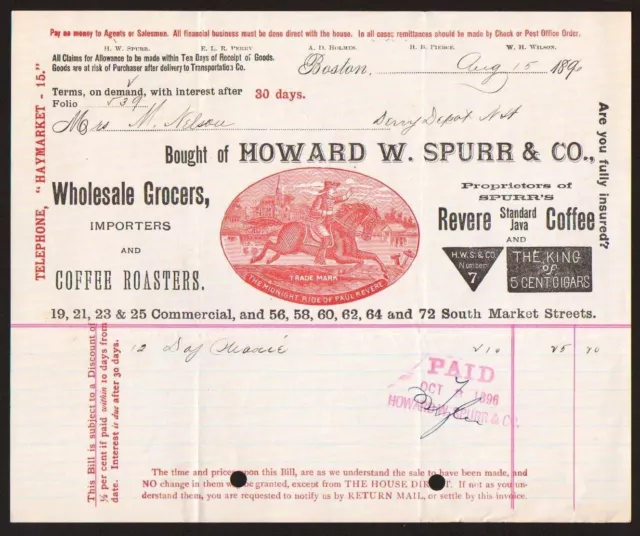 Pay no money to Agents or Salesmen. All financial business must be done direct with the house. In all cases remittances should be made by Check or Post Office Order.
H. W. SPURR. E. L. R. PERRY A. D. HOLMES. H. B. PIERCE. W. H. WILSON.
All Claims for Allowance to be made within Ten Days of Receipt of Goods.
Goods are at risk of Purchaser after delivery to Transportation Co.
Boston, Aug 15 1896
Terms, on demand, with interest after 30 days.
Folio 539
Mrs M. Nelson Derry Depot N H
Bought of HOWARD W. SPURR & CO.,
Wholesale Grocers,
IMPORTERS
AND
COFFEE ROASTERS.
TRADE MARK
THE MIDNIGHT RIDE OF PAUL REVERE
Proprietors of
SPURR'S
Revere Standard Java Coffee
AND
H.W.S. & CO.
Number
7
THE KING
OF
5 CENT CIGARS
TELEPHONE, "HAYMARKET - 15."
Are you fully insured?
19, 21, 23 & 25 Commercial, and 56, 58, 60, 62, 64 and 72 South Market Streets.
12 210 25 20
PAID
OCT 7 1896
HOWARD W. SPURR & CO.
This Bill is subject to a Discount of
½ per cent if paid within 10 days from
date. Interest is due after 30 days.
The time and prices upon this Bill, are as we understand the sale to have been made, and
NO change in them will be granted, except from THE HOUSE DIRECT. If not as you un-
derstand them, you are requested to notify us by RETURN MAIL, or settle by this invoice.